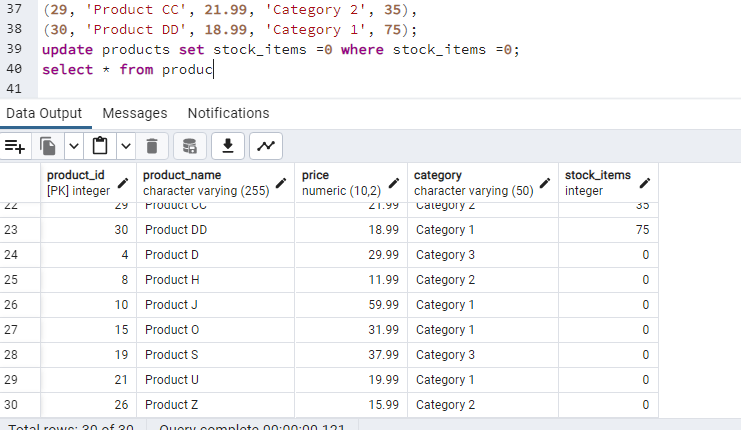 37 (29, 'Product CC', 21.99, 'Category 2', 35),
38 (30, 'Product DD', 18.99, 'Category 1', 75);
39 update products set stock_items =0 where stock_items =0;
40 select * from produc
41
Data Output Messages Notifications
product_id product_name price category stock_items
[PK] integer character varying (255) numeric (10,2) character varying (50) integer
22 29 Product CC 21.99 Category 2 35
23 30 Product DD 18.99 Category 1 75
24 4 Product D 29.99 Category 3 0
25 8 Product H 11.99 Category 2 0
26 10 Product J 59.99 Category 1 0
27 15 Product O 31.99 Category 1 0
28 19 Product S 37.99 Category 3 0
29 21 Product U 19.99 Category 1 0
30 26 Product Z 15.99 Category 2 0
Total rows: 30 of 30 Query complete 00:00:00.121